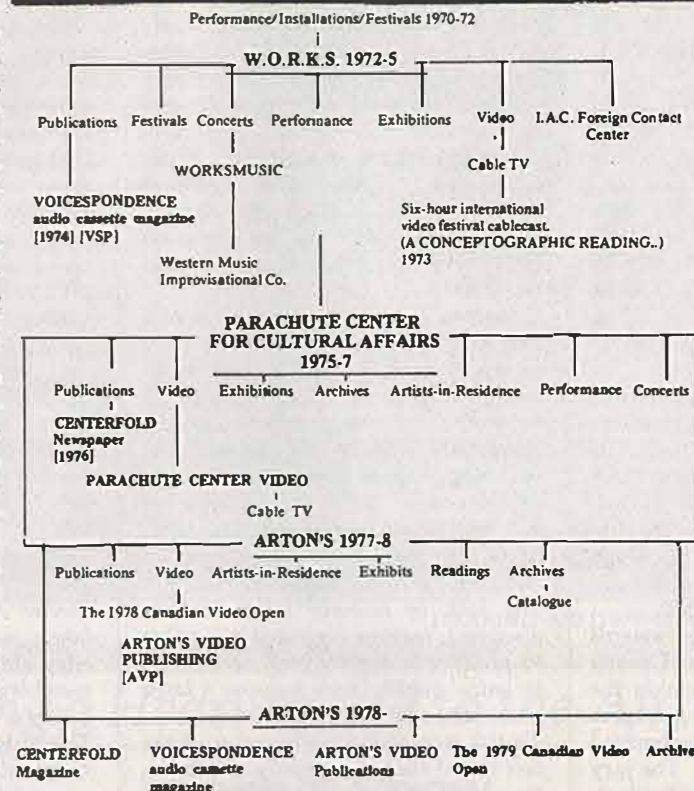 Performance/Installations/Festivals 1970-72
W.O.R.K.S. 1972-5
Publications Festivals Concerts Performance Exhibitions Video I.A.C. Foreign Contact
Center
Cable TV
WORKSMUSIC
VOICESPONDENCE
audio cassette magazine
[1974] [VSP]
Six-hour international
video festival cablecast.
(A CONCEPTOGRAPHIC READING..)
1973
Western Music
Improvisational Co.
PARACHUTE CENTER
FOR CULTURAL AFFAIRS
1975-7
Publications Video Exhibitions Archives Artists-in-Residence Performance Concerts
CENTERFOLD
Newspaper
[1976]
PARACHUTE CENTER VIDEO
Cable TV
ARTON'S 1977-8
Publications Video Artists-in-Residence Exhibits Readings Archives
The 1978 Canadian Video Open
Catalogue
ARTON'S VIDEO
PUBLISHING
[AVP]
ARTON'S 1978-
CENTERFOLD VOICESPONDENCE ARTON'S VIDEO The 1979 Canadian Video Archive
Magazine audio cassette Publications Open
magazine